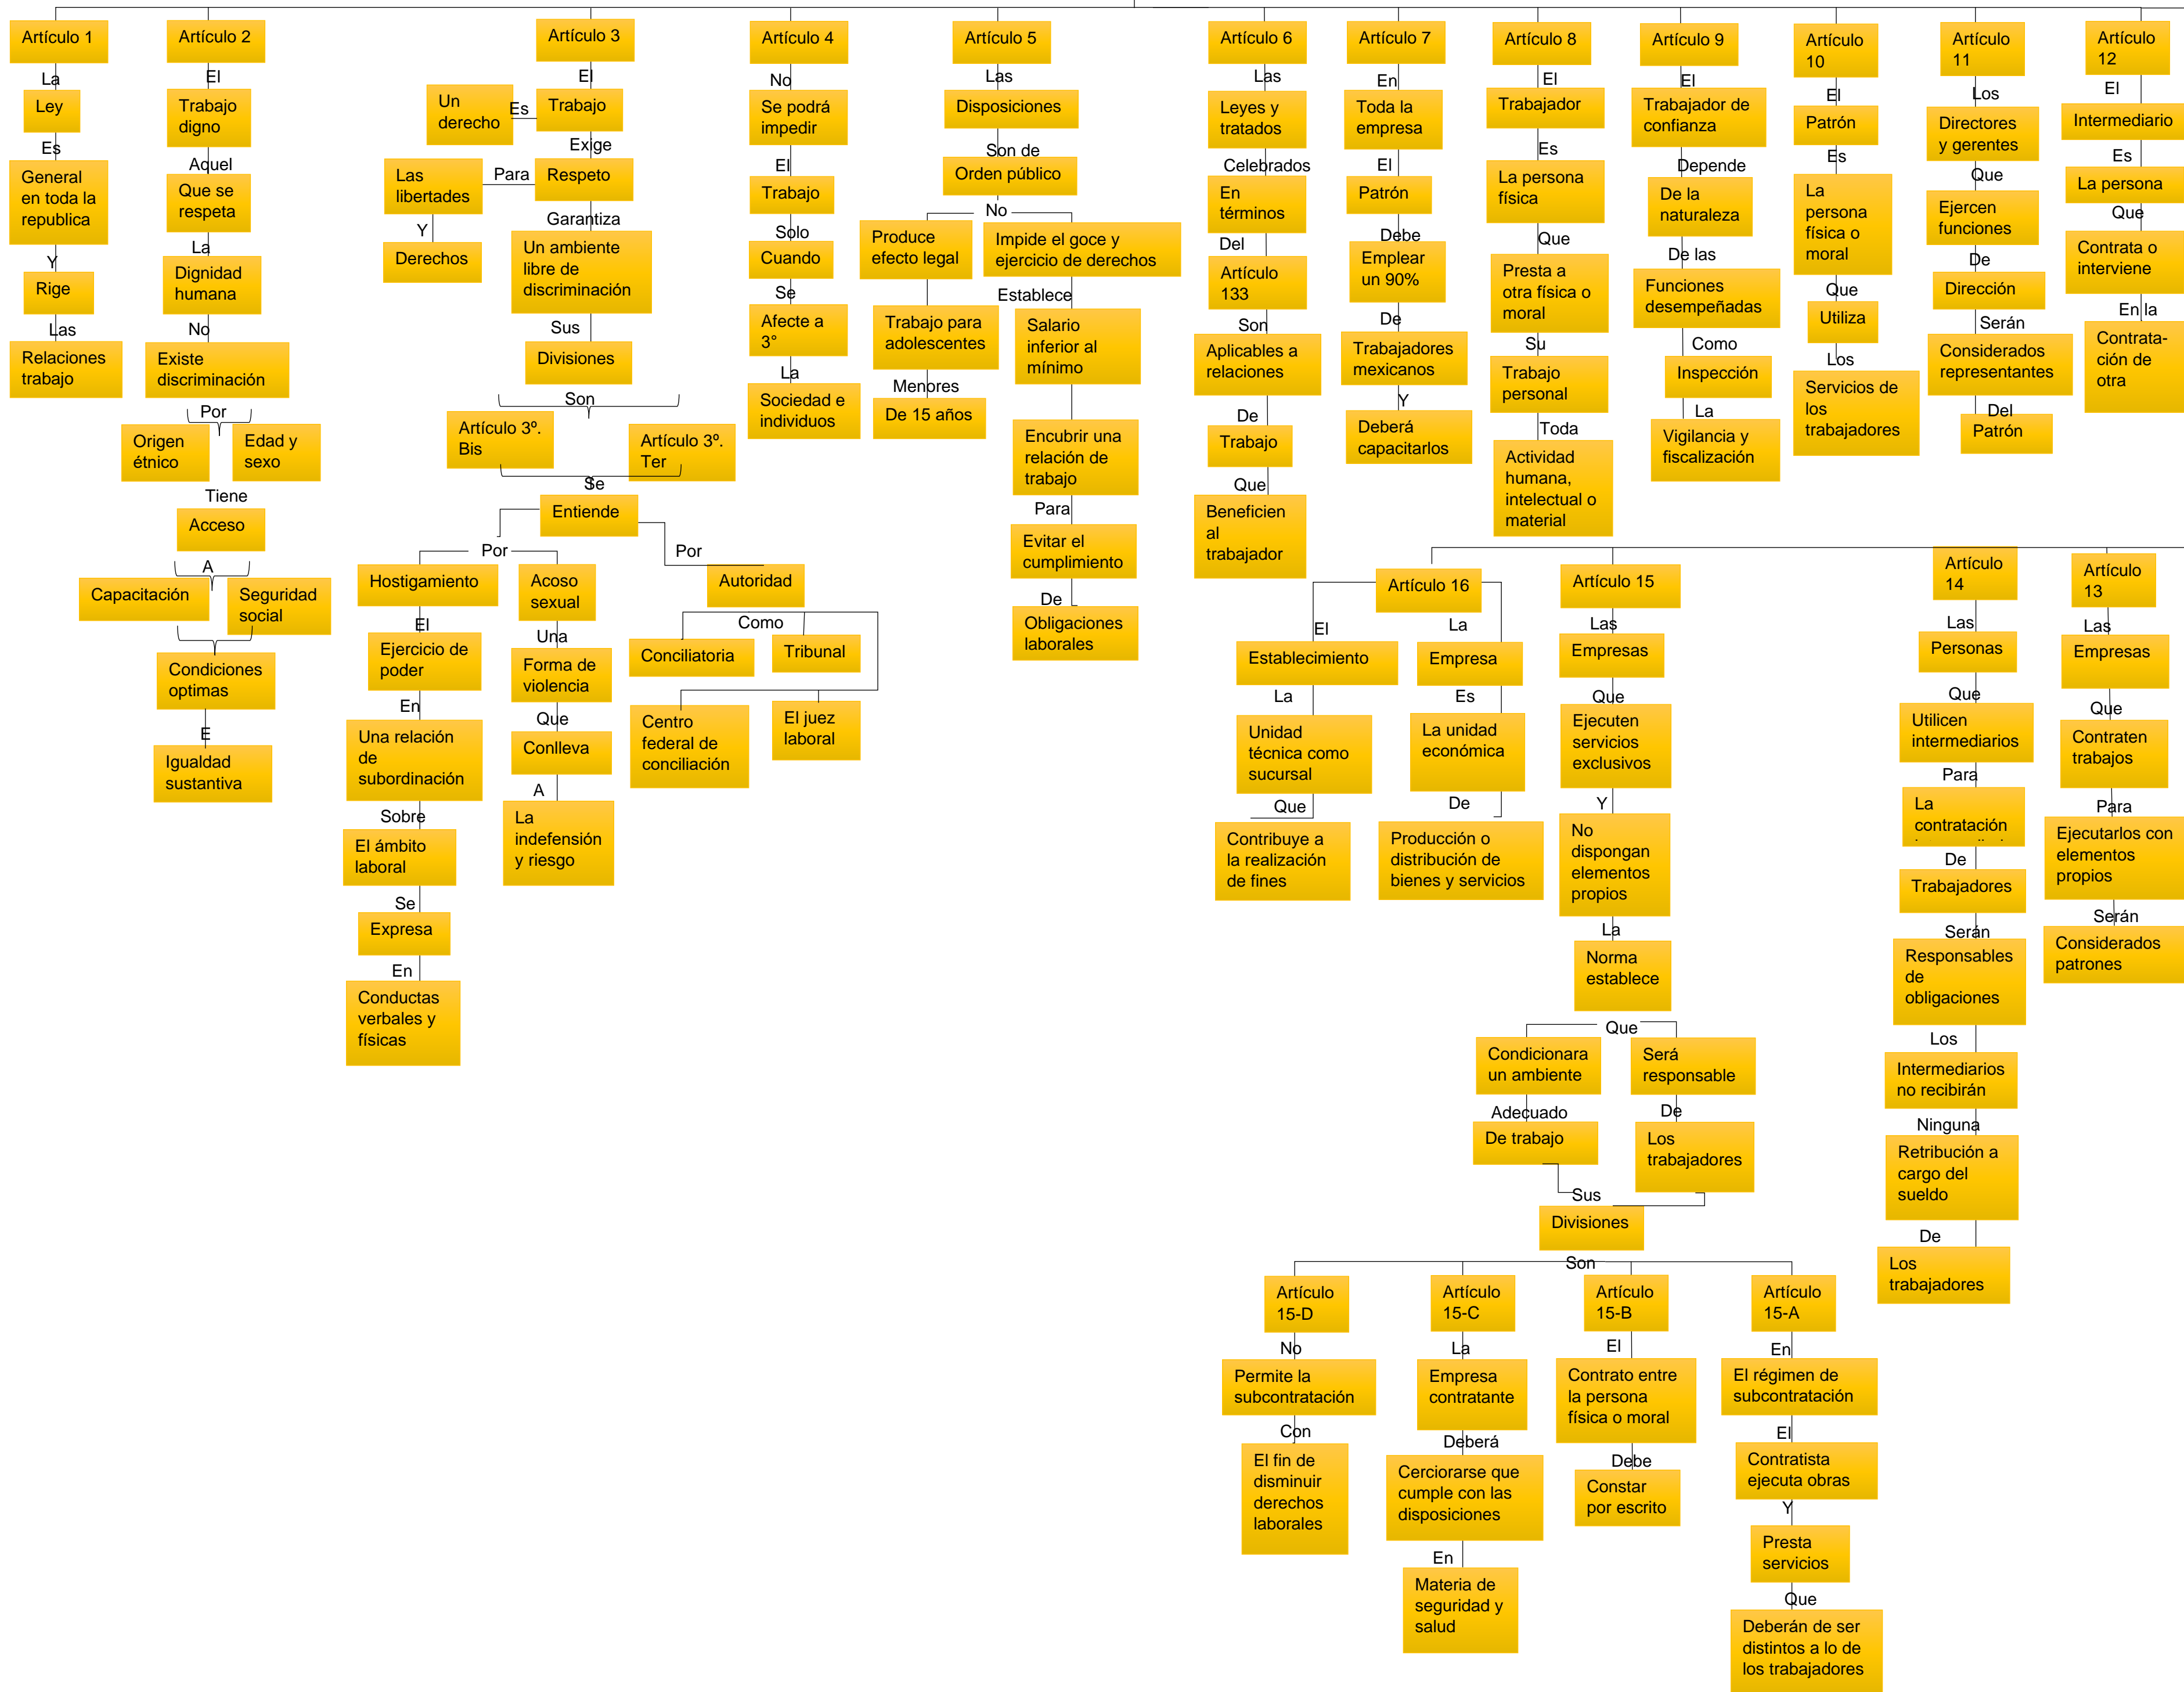 Artículo 1
La
Ley
Es
General
en toda la
republica
Y
Rige
Las
Relaciones
trabajo
Artículo 2
El
Trabajo
digno
Aquel
Que se
respeta
La
Dignidad
humana
No
Existe
discriminación
Por
Origen
étnico
Edad y
sexo
Tiene
Acceso
A
Capacitación
Seguridad
social
Condiciones
optimas
E
Igualdad
sustantiva
Artículo 3
El
Trabajo
Es
Un
derecho
Exige
Respeto
Para
Las
libertades
Y
Derechos
Garantiza
Un ambiente
libre de
discriminación
Sus
Divisiones
Son
Artículo 3º.
Bis
Artículo 3º.
Ter
Se
Entiende
Por
Hostigamiento
El
Ejercicio de
poder
En
Una relación
de
subordinación
Sobre
El ámbito
laboral
Se
Expresa
En
Conductas
verbales y
físicas
Acoso
sexual
Una
Forma de
violencia
Que
Conlleva
A
La
indefensión
y riesgo
Por
Autoridad
Como
Conciliatoria
Tribunal
Centro
federal de
conciliación
El juez
laboral
Artículo 4
No
Se podrá
impedir
El
Trabajo
Solo
Cuando
Se
Afecte a
3°
La
Sociedad e
individuos
Artículo 5
Las
Disposiciones
Son de
Orden público
No
Produce
efecto legal
Trabajo para
adolescentes
Menores
De 15 años
Impide el goce y
ejercicio de derechos
Establece
Salario
inferior al
mínimo
Encubrir una
relación de
trabajo
Para
Evitar el
cumplimiento
De
Obligaciones
laborales
Artículo 6
Las
Leyes y
tratados
Celebrados
En
términos
Del
Artículo
133
Son
Aplicables a
relaciones
De
Trabajo
Que
Beneficien
al
trabajador
Artículo 7
En
Toda la
empresa
El
Patrón
Debe
Emplear
un 90%
De
Trabajadores
mexicanos
Y
Deberá
capacitarlos
Artículo 8
El
Trabajador
Es
La persona
física
Que
Presta a
otra física o
moral
Su
Trabajo
personal
Toda
Actividad
humana,
intelectual o
material
Artículo 9
El
Trabajador de
confianza
Depende
De la
naturaleza
De las
Funciones
desempeñadas
Como
Inspección
La
Vigilancia y
fiscalización
Artículo
10
El
Patrón
Es
La
persona
física o
moral
Que
Utiliza
Los
Servicios de
los
trabajadores
Artículo
11
Los
Directores
y gerentes
Que
Ejercen
funciones
De
Dirección
Serán
Considerados
representantes
Del
Patrón
Artículo
12
El
Intermediario
Es
La persona
Que
Contrata o
interviene
En la
Contrata-
ción de
otra
Artículo 16
El
Establecimiento
La
Unidad
técnica como
sucursal
Que
Contribuye a
la realización
de fines
La
Empresa
Es
La unidad
económica
De
Producción o
distribución de
bienes y servicios
Artículo 15
Las
Empresas
Que
Ejecuten
servicios
exclusivos
Y
No
dispongan
elementos
propios
La
Norma
establece
Que
Condicionara
un ambiente
Adecuado
De trabajo
Será
responsable
De
Los
trabajadores
Sus
Divisiones
Son
Artículo
15-D
No
Permite la
subcontratación
Con
El fin de
disminuir
derechos
laborales
Artículo
15-C
La
Empresa
contratante
Deberá
Cerciorarse que
cumple con las
disposiciones
En
Materia de
seguridad y
salud
Artículo
15-B
El
Contrato entre
la persona
física o moral
Debe
Constar
por escrito
Artículo
15-A
En
El régimen de
subcontratación
El
Contratista
ejecuta obras
Y
Presta
servicios
Que
Deberán de ser
distintos a lo de
los trabajadores
Artículo
14
Las
Personas
Que
Utilicen
intermediarios
Para
La
contratación
De
Trabajadores
Serán
Responsables
de
obligaciones
Los
Intermediarios
no recibirán
Ninguna
Retribución a
cargo del
sueldo
De
Los
trabajadores
Artículo
13
Las
Empresas
Que
Contraten
trabajos
Para
Ejecutarlos con
elementos
propios
Serán
Considerados
patrones